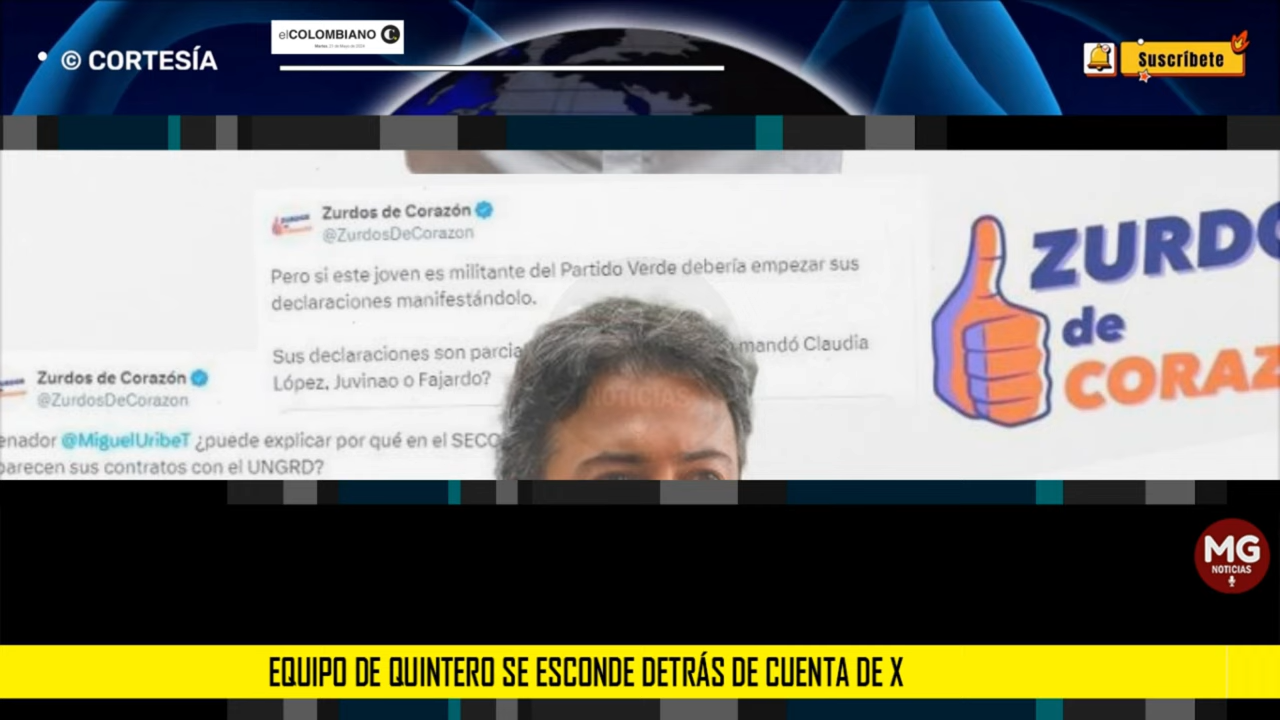 © CORTESÍA
elCOLOMBIANO
Suscríbete
Zurdos de Corazón
@ZurdosDeCorazon
Pero si este joven es militante del Partido Verde debería empezar sus
declaraciones manifestándolo.
Sus declaraciones son mandó Claudia
López, Juvinao o Fajardo?
Zurdos de Corazón
@ZurdosDeCorazon
enador @MiguelUribeT ¿puede explicar por qué en el SECO
parecen sus contratos con el UNGRD?
ZURDO
de
CORAZ
NOTICIAS
MG
NOTICIAS
EQUIPO DE QUINTERO SE ESCONDE DETRÁS DE CUENTA DE X